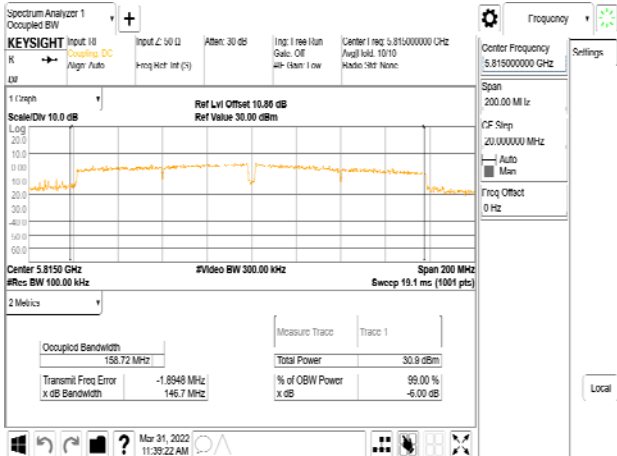 Spectrum Analyzer 1
Occupied BW
Frequency
KEYSIGHT
Input: RF
Coupling: DC
Align: Auto
Input Z: 50 Ω
Freq Ref: Int (S)
Atten: 30 dB
Trig: Free Run
Gate: Off
#IF Gain: Low
Center Freq: 5.815000000 GHz
Avg|Hold: 10/10
Radio Std: None
Center Frequency
5.815000000 GHz
Settings
Span
200.00 MHz
CF Step
20.000000 MHz
Auto
Man
Freq Offset
0 Hz
1 Graph
Scale/Div 10.0 dB
Ref Lvl Offset 10.86 dB
Ref Value 30.00 dBm
Log
20.0
10.0
0.00
-10.0
-20.0
-30.0
-40.0
-50.0
-60.0
Center 5.8150 GHz
#Res BW 100.00 kHz
#Video BW 300.00 kHz
Span 200 MHz
Sweep 19.1 ms (1001 pts)
2 Metrics
Measure Trace
Trace 1
Occupied Bandwidth
158.72 MHz
Total Power
30.9 dBm
Transmit Freq Error
-1.8948 MHz
% of OBW Power
99.00 %
x dB Bandwidth
146.7 MHz
x dB
-6.00 dB
Local
Mar 31, 2022
11:39:22 AM